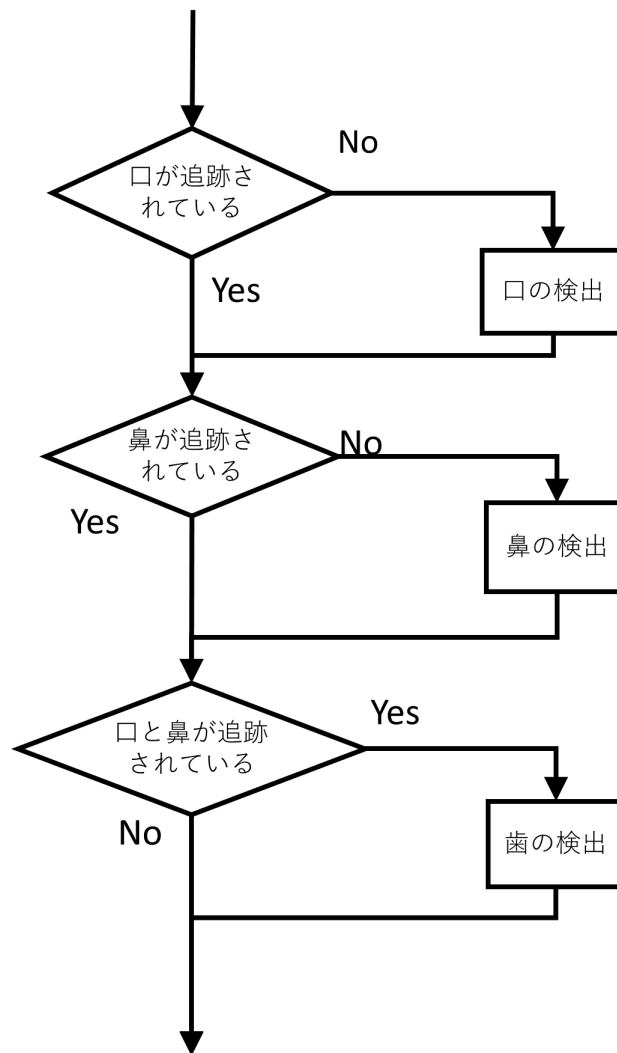 口が追跡さ
れている
No
Yes
口の検出
鼻が追跡さ
れている
No
Yes
鼻の検出
口と鼻が追跡
されている
Yes
No
歯の検出